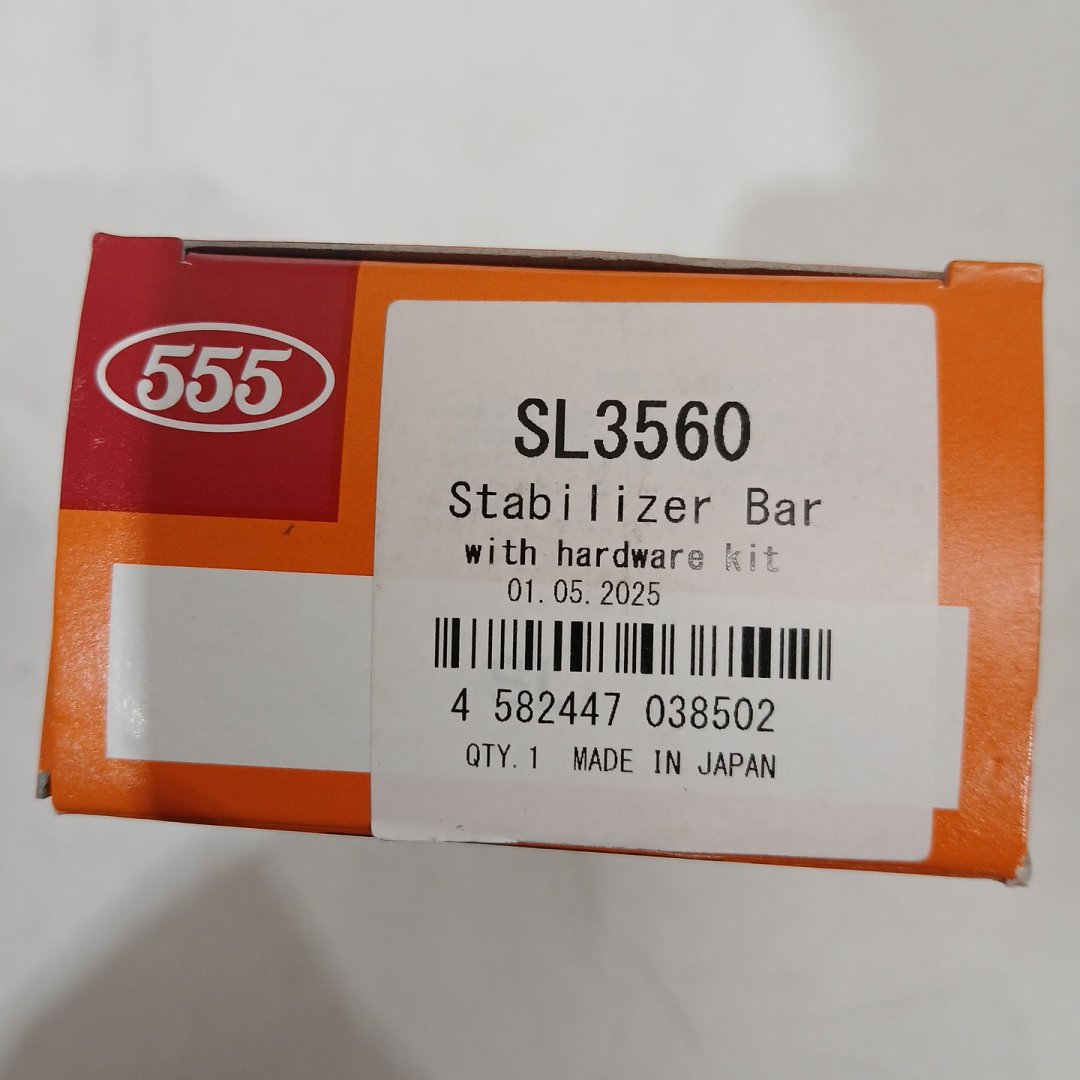 555
SL3560
Stabilizer Bar
with hardware kit
01.05.2025
4 582447 038502
QTY.1 MADE IN JAPAN